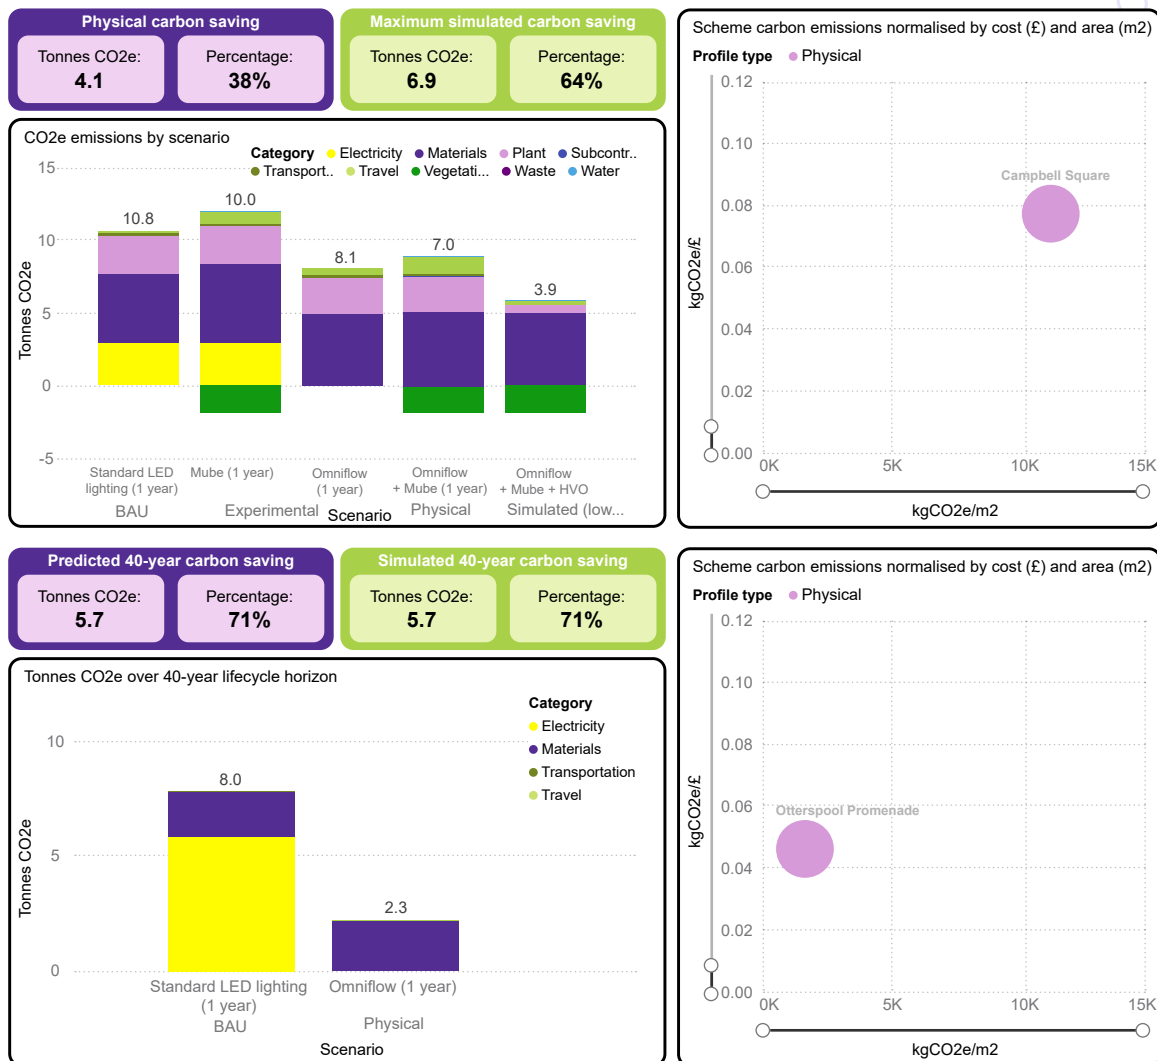 Physical carbon saving
Tonnes CO2e:
4.1
Percentage:
38%
Maximum simulated carbon saving
Tonnes CO2e:
6.9
Percentage:
64%
CO2e emissions by scenario
Category Electricity Materials Plant Subcontr..
Transport.. Travel Vegetati... Waste Water
Tonnes CO2e
15
10
5
0
-5
10.8
10.0
8.1
7.0
3.9
Standard LED
lighting (1 year)
Mube (1 year)
Omniflow
(1 year)
Omniflow
+ Mube (1 year)
Omniflow
+ Mube + HVO
BAU
Experimental
Physical
Simulated (low...
Scenario
Scheme carbon emissions normalised by cost (£) and area (m2)
Profile type Physical
kgCO2e/£
0.12
0.10
0.08
0.06
0.04
0.02
0.00
Campbell Square
0K 5K 10K 15K
kgCO2e/m2
Predicted 40-year carbon saving
Tonnes CO2e:
5.7
Percentage:
71%
Simulated 40-year carbon saving
Tonnes CO2e:
5.7
Percentage:
71%
Tonnes CO2e over 40-year lifecycle horizon
Category
Electricity
Materials
Transportation
Travel
Tonnes CO2e
10
5
0
8.0
2.3
Standard LED lighting
(1 year)
Omniflow (1 year)
BAU
Physical
Scenario
Scheme carbon emissions normalised by cost (£) and area (m2)
Profile type Physical
kgCO2e/£
0.12
0.10
0.08
0.06
0.04
0.02
0.00
Otterspool Promenade
0K 5K 10K 15K
kgCO2e/m2